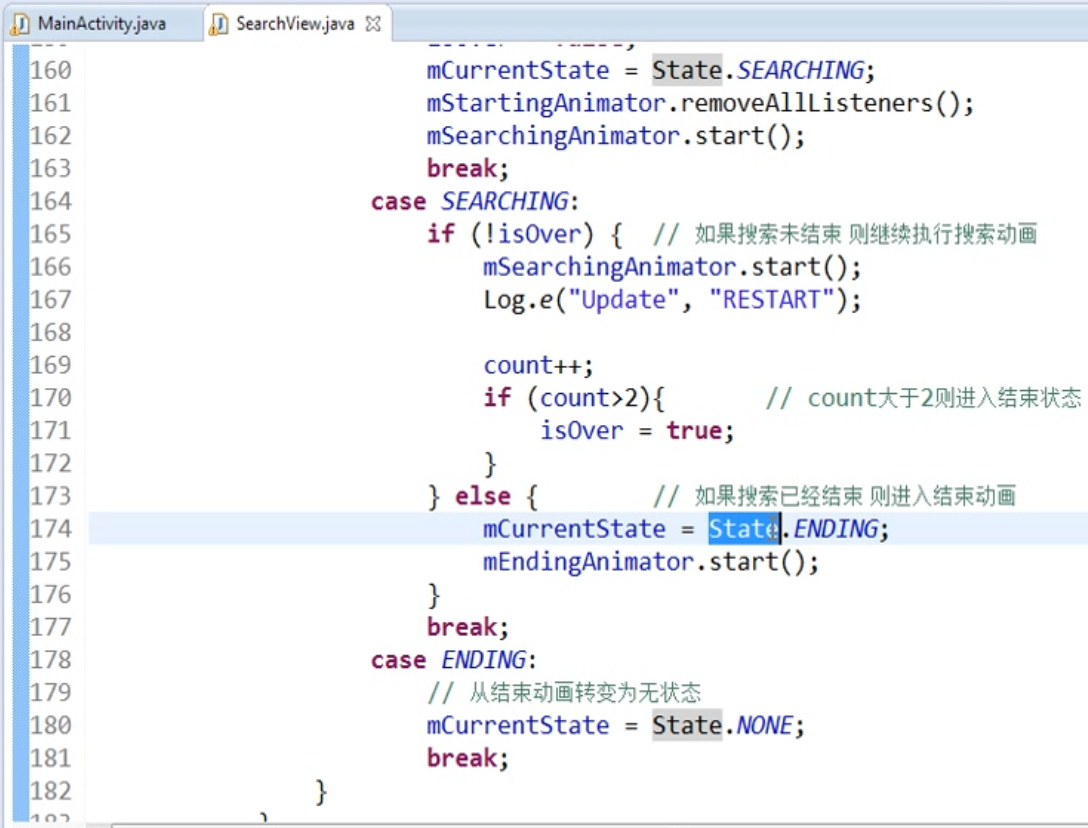 MainActivity.java
SearchView.java
160 mCurrentState = State.SEARCHING;
161 mStartingAnimator.removeAllListeners();
162 mSearchingAnimator.start();
163 break;
164 case SEARCHING:
165 if (!isOver) { // 如果搜索未结束 则继续执行搜索动画
166 mSearchingAnimator.start();
167 Log.e("Update", "RESTART");
168
169 count++;
170 if (count>2){ // count大于2则进入结束状态
171 isOver = true;
172 }
173 } else { // 如果搜索已经结束 则进入结束动画
174 mCurrentState = State.ENDING;
175 mEndingAnimator.start();
176 }
177 break;
178 case ENDING:
179 // 从结束动画转变为无状态
180 mCurrentState = State.NONE;
181 break;
182 }